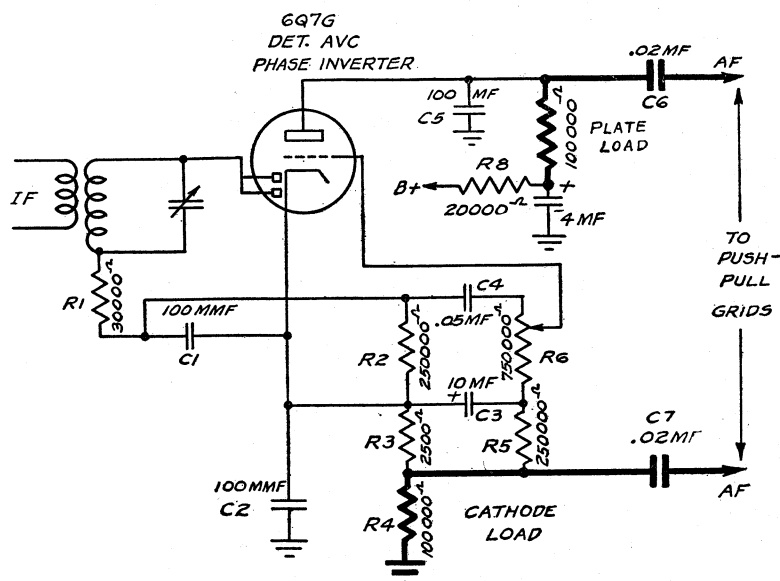 6Q7G
DET. AVC
PHASE INVERTER
.02MF
AF
C6
100 MF
C5
100000Ω
PLATE
LOAD
R8
B+
20000Ω
+
-
4MF
IF
TO
PUSH-
PULL
GRIDS
R1
30000Ω
100MMF
C1
C4
.05MF
R2
250000Ω
750000Ω
R6
10MF
+
C3
R3
2500Ω
R5
250000Ω
C7
.02MF
AF
100MMF
C2
R4
100000Ω
CATHODE
LOAD